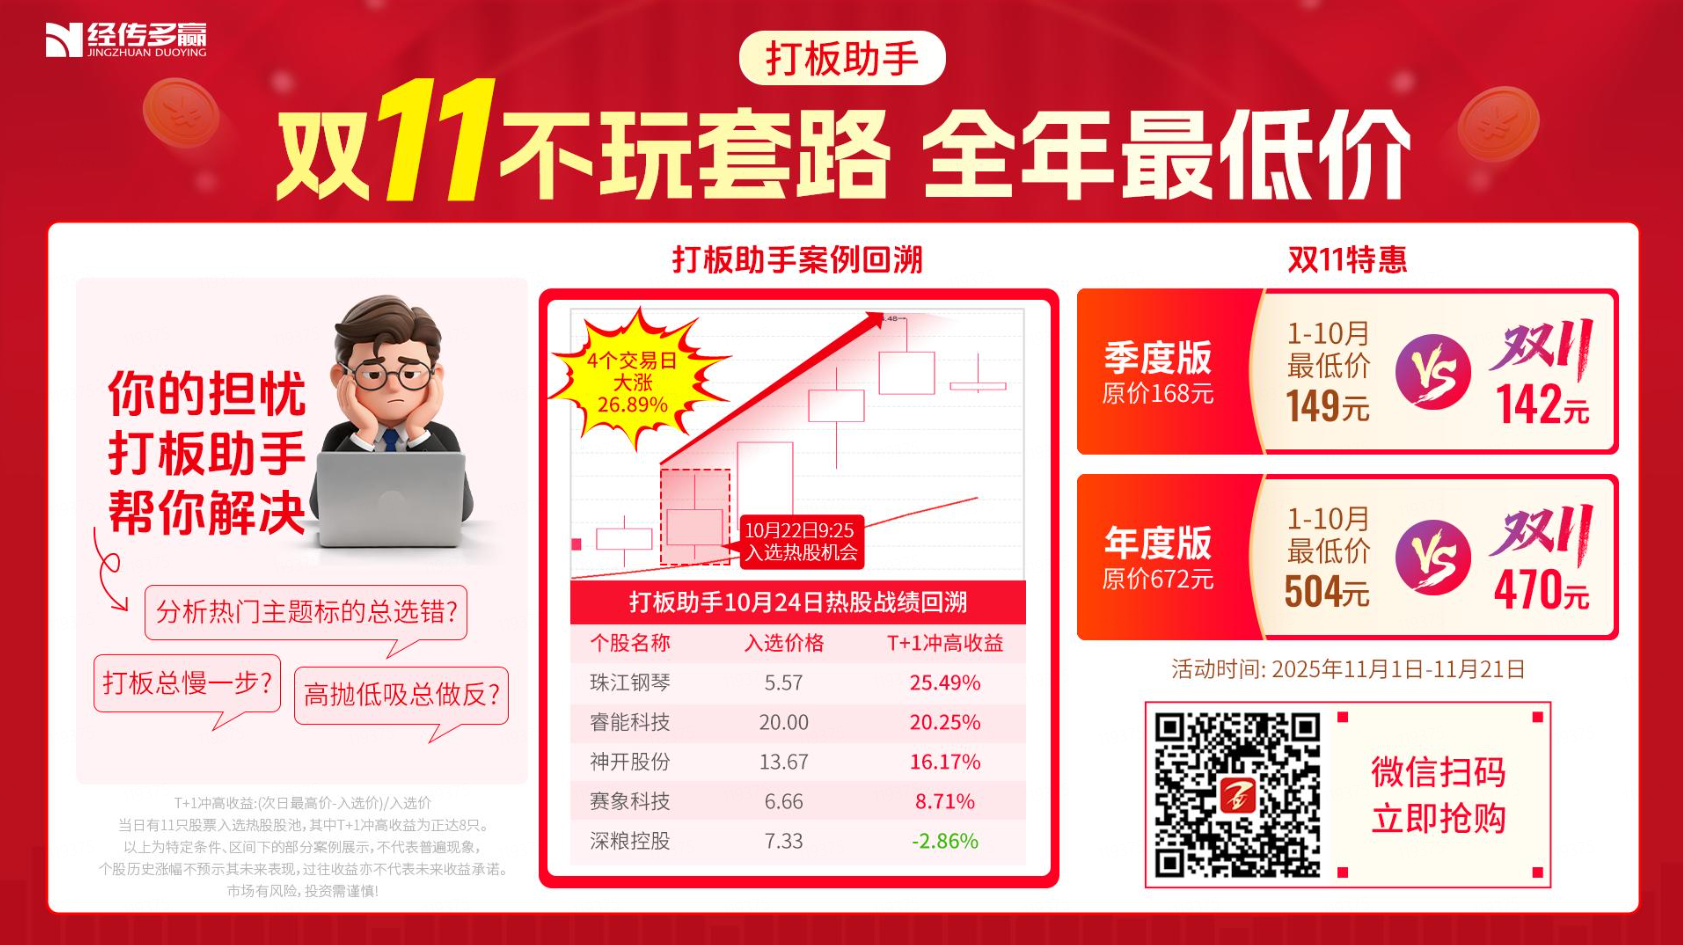 经传多赢
JINGZHUAN DUOYING
打板助手
双11不玩套路 全年最低价
你的担忧
打板助手
帮你解决
分析热门主题标的总选错?
打板总慢一步?
高抛低吸总做反?
T+1冲高收益:(次日最高价-入选价)/入选价
当日有11只股票入选热股股池,其中T+1冲高收益为正达8只。
以上为特定条件、区间下的部分案例展示,不代表普遍现象,
个股历史涨幅不预示其未来表现,过往收益亦不代表未来收益承诺。
市场有风险,投资需谨慎!
打板助手案例回溯
4个交易日
大涨
26.89%
.48
10月22日9:25
入选热股机会
打板助手10月24日热股战绩回溯
个股名称 入选价格 T+1冲高收益
珠江钢琴 5.57 25.49%
睿能科技 20.00 20.25%
神开股份 13.67 16.17%
赛象科技 6.66 8.71%
深粮控股 7.33 -2.86%
双11特惠
季度版
原价168元
1-10月
最低价
149元
VS
双11
142元
年度版
原价672元
1-10月
最低价
504元
VS
双11
470元
活动时间: 2025年11月1日-11月21日
微信扫码
立即抢购